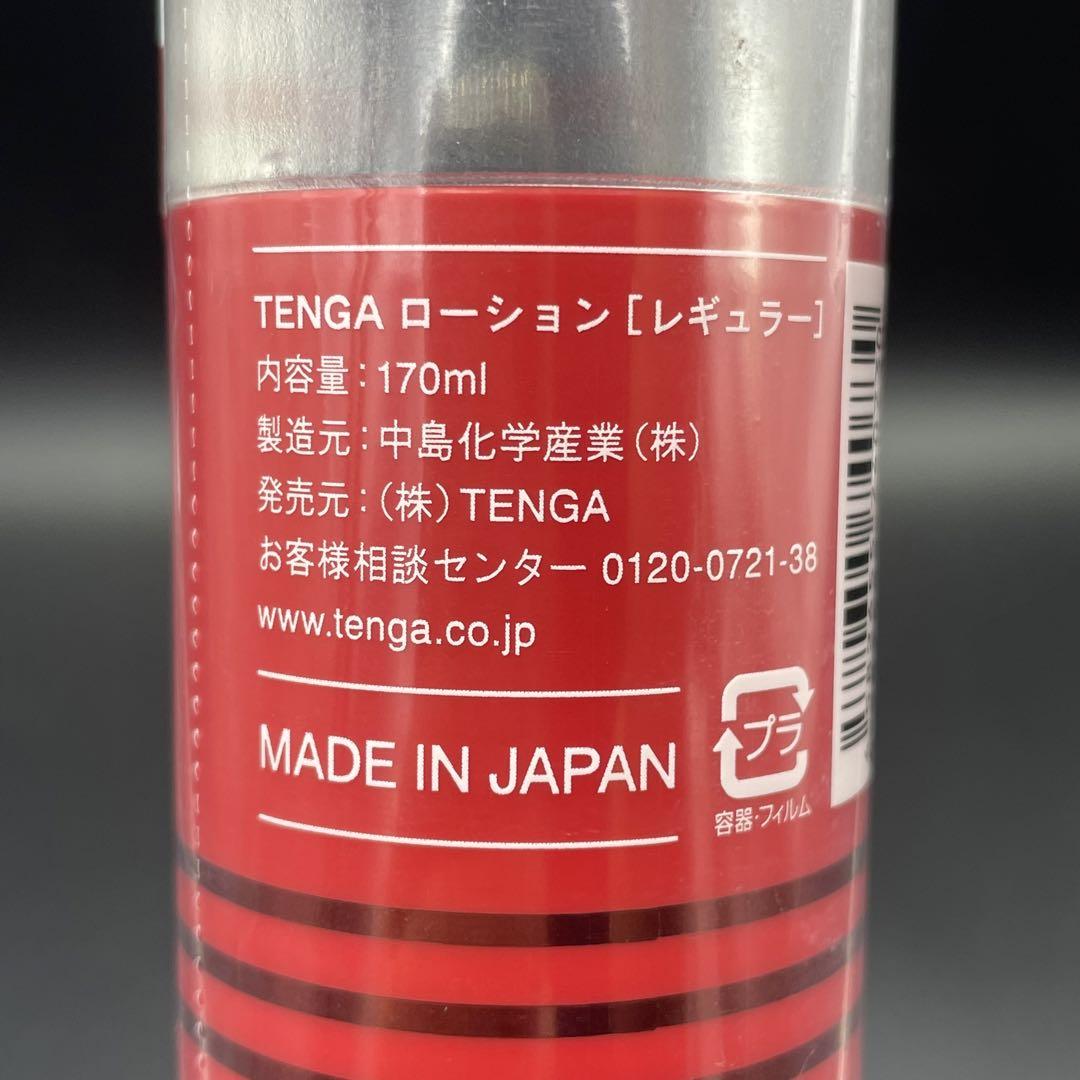 TENGA ローション[レギュラー]
内容量:170ml
製造元:中島化学産業(株)
発売元:(株)TENGA
お客様相談センター 0120-0721-38
www.tenga.co.jp
MADE IN JAPAN
プラ
容器・フィルム